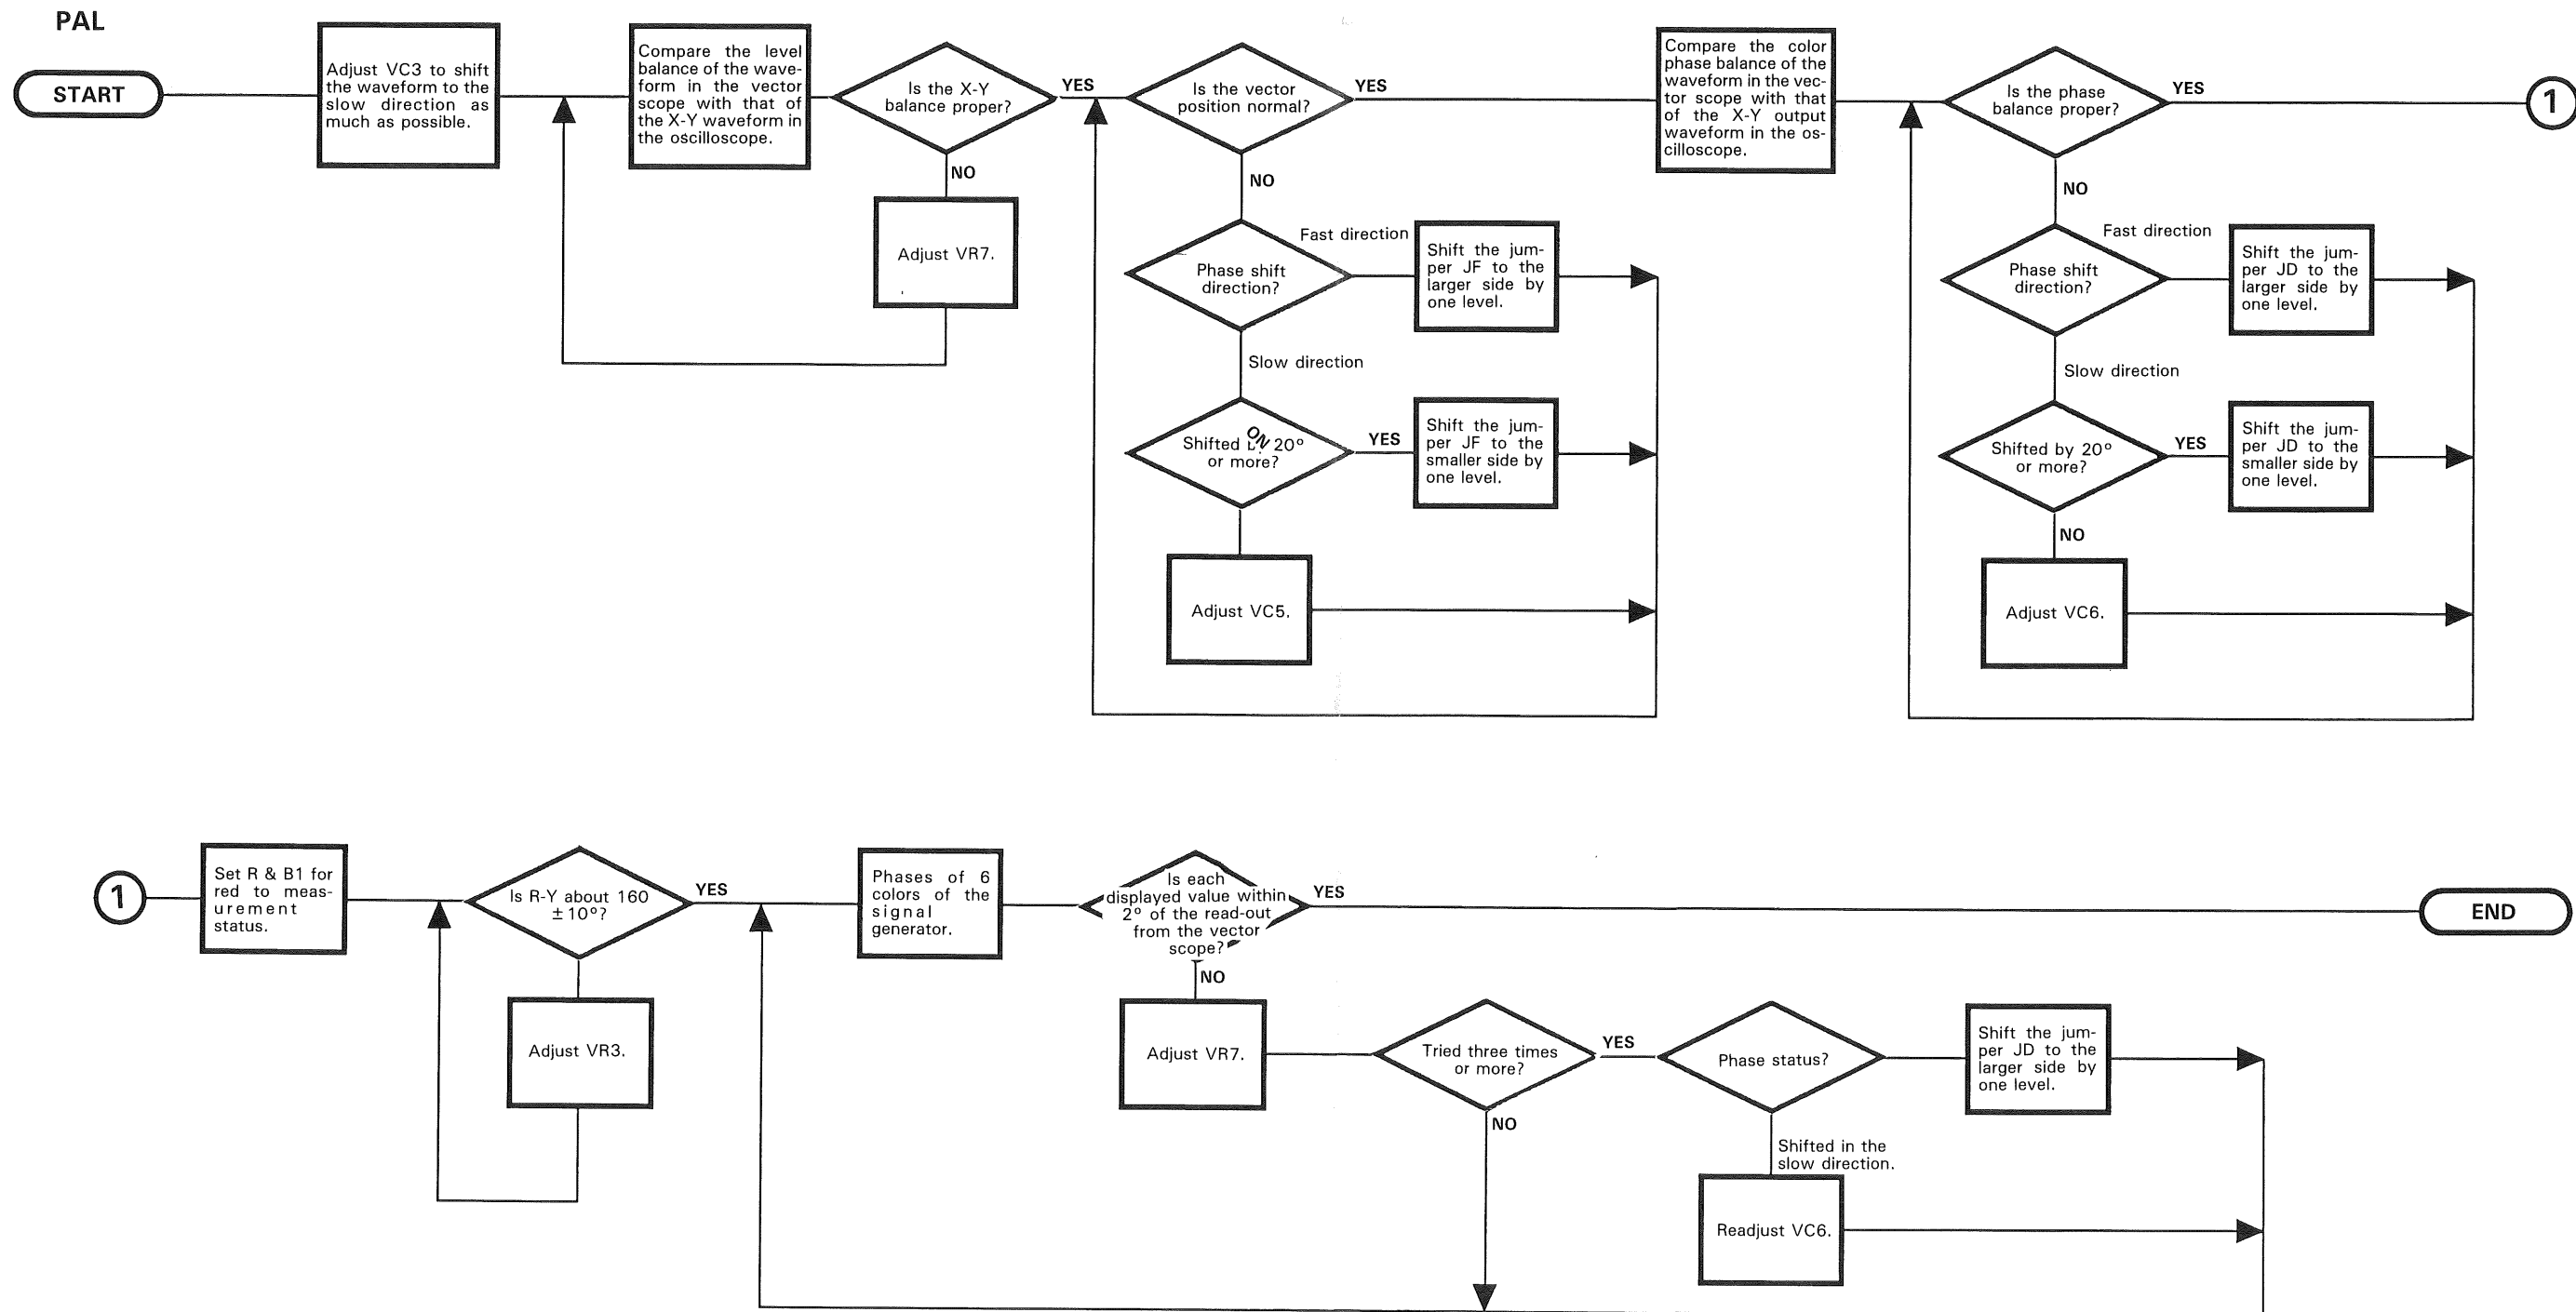 PAL
START
Adjust VC3 to shift
the waveform to the
slow direction as
much as possible.
Compare the level
balance of the wave-
form in the vector
scope with that of
the X-Y waveform in
the oscilloscope.
Is the X-Y
balance proper?
YES
NO
Adjust VR7.
Is the vector
position normal?
YES
NO
Phase shift
direction?
Fast direction
Shift the jum-
per JF to the
larger side by
one level.
Slow direction
Shifted 20°
or more?
NO
YES
Shift the jum-
per JF to the
smaller side by
one level.
Adjust VC5.
Compare the color
phase balance of the
waveform in the vec-
tor scope with that
of the X-Y output
waveform in the os-
cilloscope.
Is the phase
balance proper?
YES
1
NO
Phase shift
direction?
Fast direction
Shift the jum-
per JD to the
larger side by
one level.
Slow direction
Shifted by 20°
or more?
YES
Shift the jum-
per JD to the
smaller side by
one level.
NO
Adjust VC6.
1
Set R & B1 for
red to meas-
urement
status.
Is R-Y about 160
±10°?
YES
Adjust VR3.
Phases of 6
colors of the
signal
generator.
Is each
displayed value within
2° of the read-out
from the vector
scope?
YES
END
NO
Adjust VR7.
Tried three times
or more?
YES
NO
Phase status?
Shift the jum-
per JD to the
larger side by
one level.
Shifted in the
slow direction.
Readjust VC6.